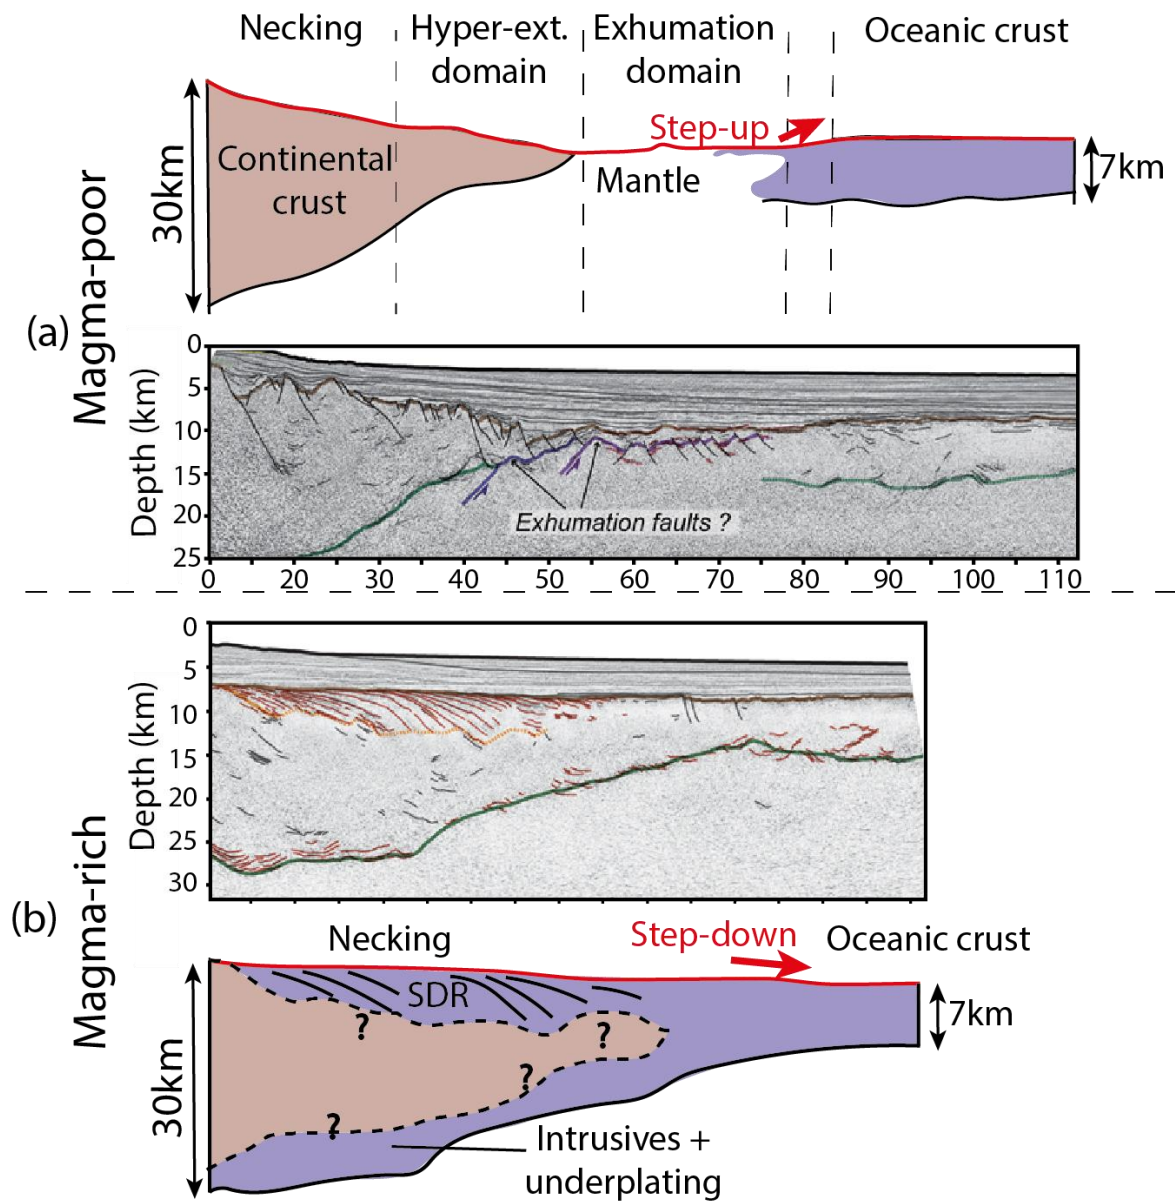 Necking
Hyper-ext.
domain
Exhumation
domain
Oceanic crust
Step-up
Continental
crust
Mantle
30km
7km
(a)
Magma-poor
Depth (km)
0
5
10
15
20
25
Exhumation faults ?
0 10 20 30 40 50 60 70 80 90 100 110
(b)
Magma-rich
Depth (km)
0
5
10
15
20
25
30
Necking
Step-down
Oceanic crust
SDR
30km
7km
?
?
?
?
Intrusives +
underplating